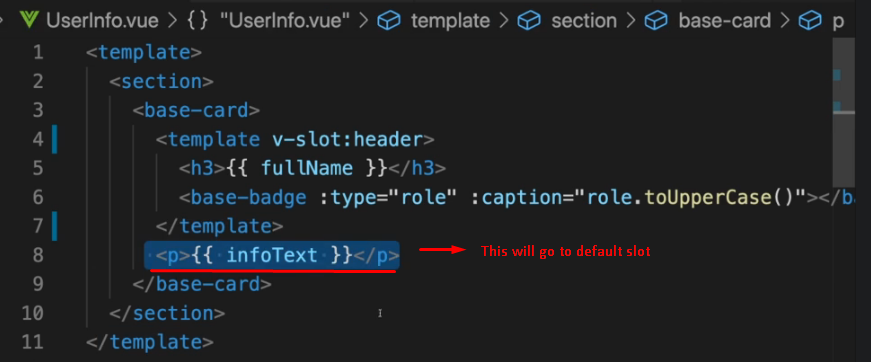 UserInfo.vue > {} "UserInfo.vue" > template > section > base-card > p
1 <template>
2 <section>
3 <base-card>
4 <template v-slot:header>
5 <h3>{{ fullName }}</h3>
6 <base-badge :type="role" :caption="role.toUpperCase()"></ba
7 </template>
8 <p>{{ infoText }}</p> This will go to default slot
9 </base-card>
10 </section>
11 </template>